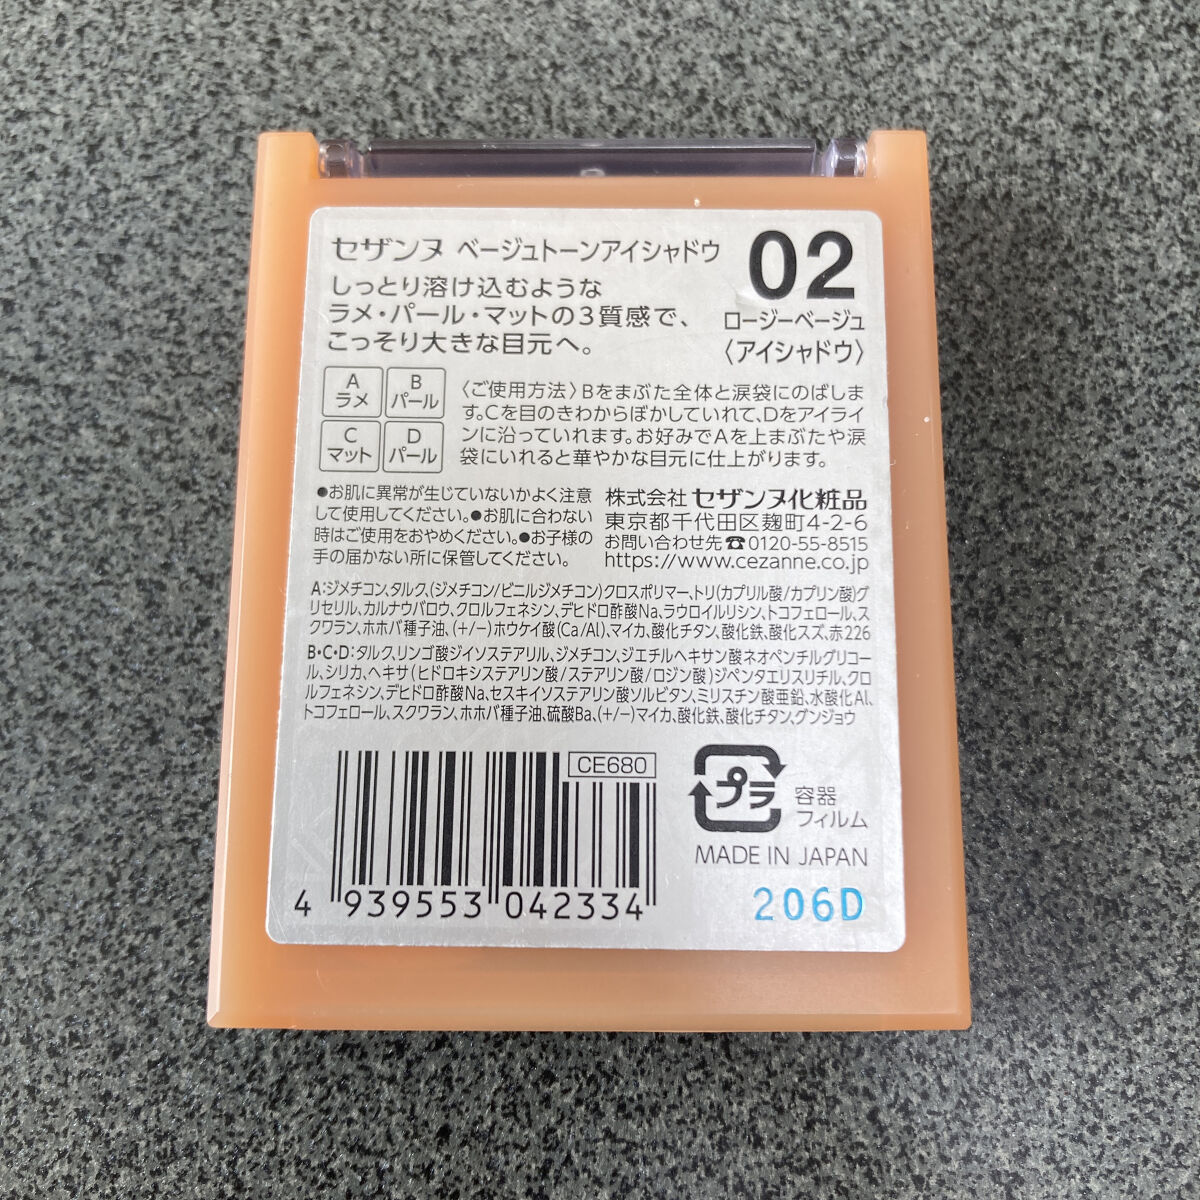 セザンヌ ベージュトーンアイシャドウ
02
しっとり溶け込むような
ラメ・パール・マットの3質感で、
こっそり大きな目元へ。
ロージーベージュ
〈アイシャドウ〉
A
ラメ
B
パール
C
マット
D
パール
〈ご使用方法〉Bをまぶた全体と涙袋にのばしま
す。Cを目のきわからぼかしていれて、Dをアイライ
ンに沿っていれます。お好みでAを上まぶたや涙
袋にいれると華やかな目元に仕上がります。
●お肌に異常が生じていないかよく注意
して使用してください。●お肌に合わない
時はご使用をおやめください。●お子様の
手の届かない所に保管してください。
株式会社 セザンヌ化粧品
東京都千代田区麹町4-2-6
お問い合わせ先☎0120-55-8515
https://www.cezanne.co.jp
A:ジメチコン、タルク、(ジメチコン/ビニルジメチコン)クロスポリマー、トリ(カプリル酸/カプリン酸)グ
リセリル、カルナウバロウ、クロルフェネシン、デヒドロ酢酸Na、ラウロイルリシン、トコフェロール、ス
クワラン、ホホバ種子油、(+/−)ホウケイ酸(Ca/Al)、マイカ、酸化チタン、酸化鉄、酸化スズ、赤226
B・C・D:タルク、リンゴ酸ジイソステアリル、ジメチコン、ジエチルヘキサン酸ネオペンチルグリコー
ル、シリカ、ヘキサ(ヒドロキシステアリン酸/ステアリン酸/ロジン酸)ジペンタエリスリチル、クロ
ルフェネシン、デヒドロ酢酸Na、セスキイソステアリン酸ソルビタン、ミリスチン酸亜鉛、水酸化Al、
トコフェロール、スクワラン、ホホバ種子油、硫酸Ba、(+/−)マイカ、酸化鉄、酸化チタン、グンジョウ
CE680
4 939553 042334
プラ
容器
フィルム
MADE IN JAPAN
206D